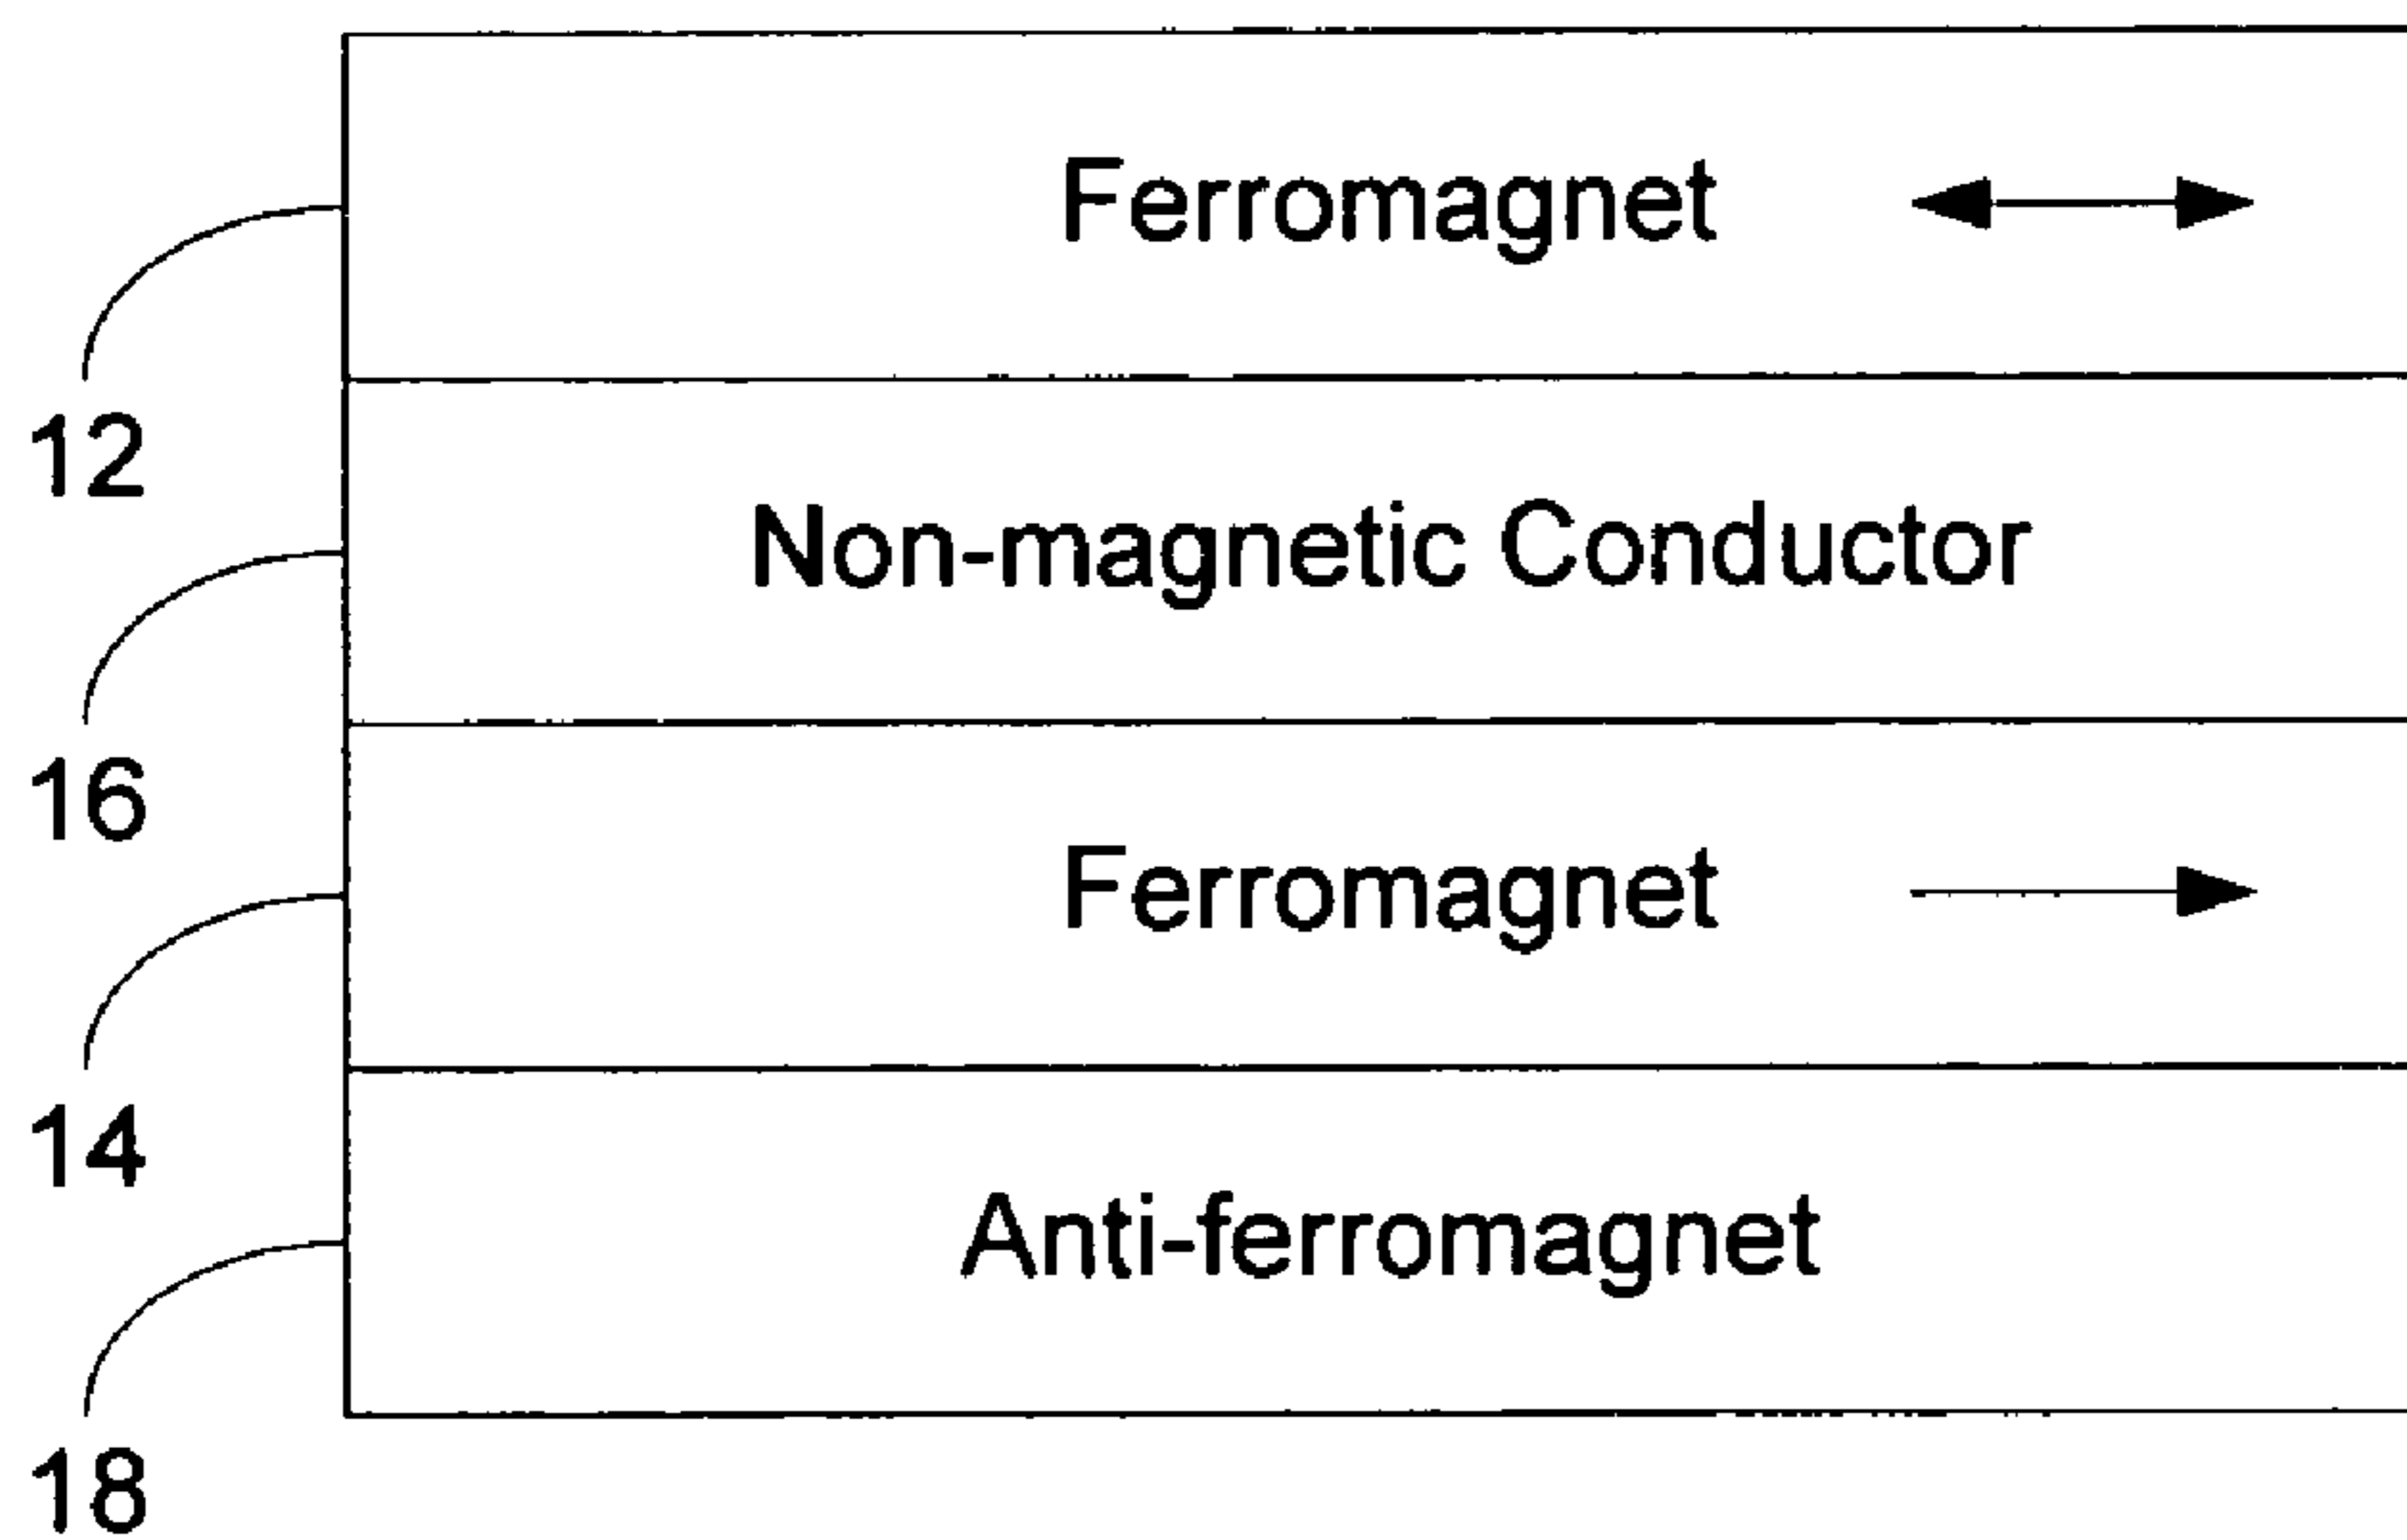 Ferromagnet
12
Non-magnetic Conductor
16
Ferromagnet
14
Anti-ferromagnet
18